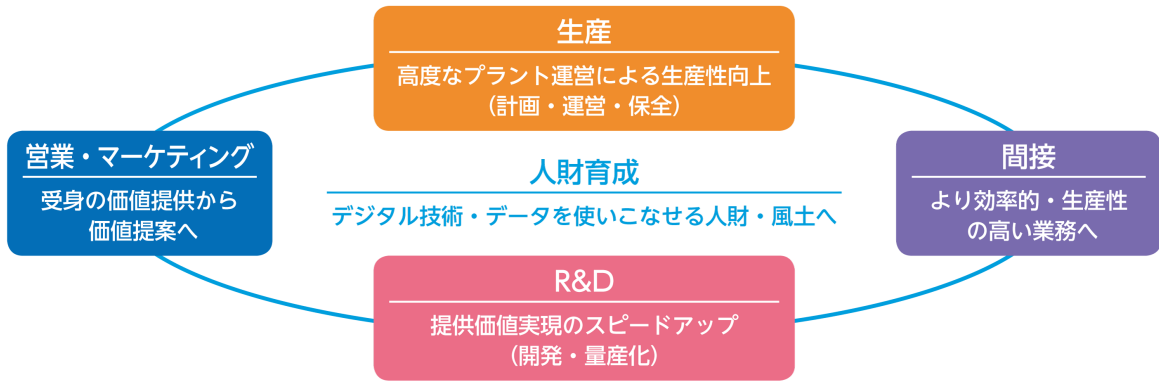 生産
高度なプラント運営による生産性向上
（計画・運営・保全）
営業・マーケティング
受身の価値提供から
価値提案へ
人財育成
デジタル技術・データを使いこなせる人財・風土へ
間接
より効率的・生産性
の高い業務へ
R&D
提供価値実現のスピードアップ
（開発・量産化）